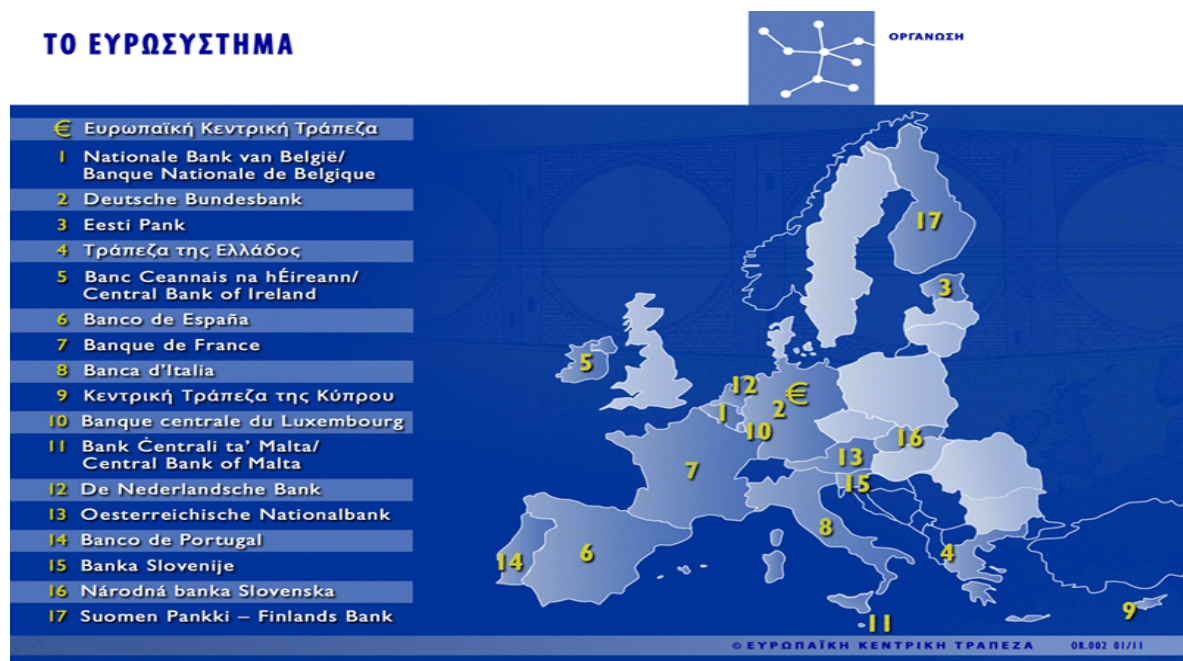 ΤΟ ΕΥΡΩΣΥΣΤΗΜΑ
ΟΡΓΑΝΩΣΗ
€ Ευρωπαϊκή Κεντρική Τράπεζα
1 Nationale Bank van België/
Banque Nationale de Belgique
2 Deutsche Bundesbank
3 Eesti Pank
4 Τράπεζα της Ελλάδος
5 Banc Ceannais na hÉireann/
Central Bank of Ireland
6 Banco de España
7 Banque de France
8 Banca d'Italia
9 Κεντρική Τράπεζα της Κύπρου
10 Banque centrale du Luxembourg
11 Bank Ċentrali ta' Malta/
Central Bank of Malta
12 De Nederlandsche Bank
13 Oesterreichische Nationalbank
14 Banco de Portugal
15 Banka Slovenije
16 Národná banka Slovenska
17 Suomen Pankki – Finlands Bank
17
3
5
12
€
2
1
10
16
13
7
15
8
4
6
14
9
11
© ΕΥΡΩΠΑΪΚΗ ΚΕΝΤΡΙΚΗ ΤΡΑΠΕΖΑ OR.002 01/11